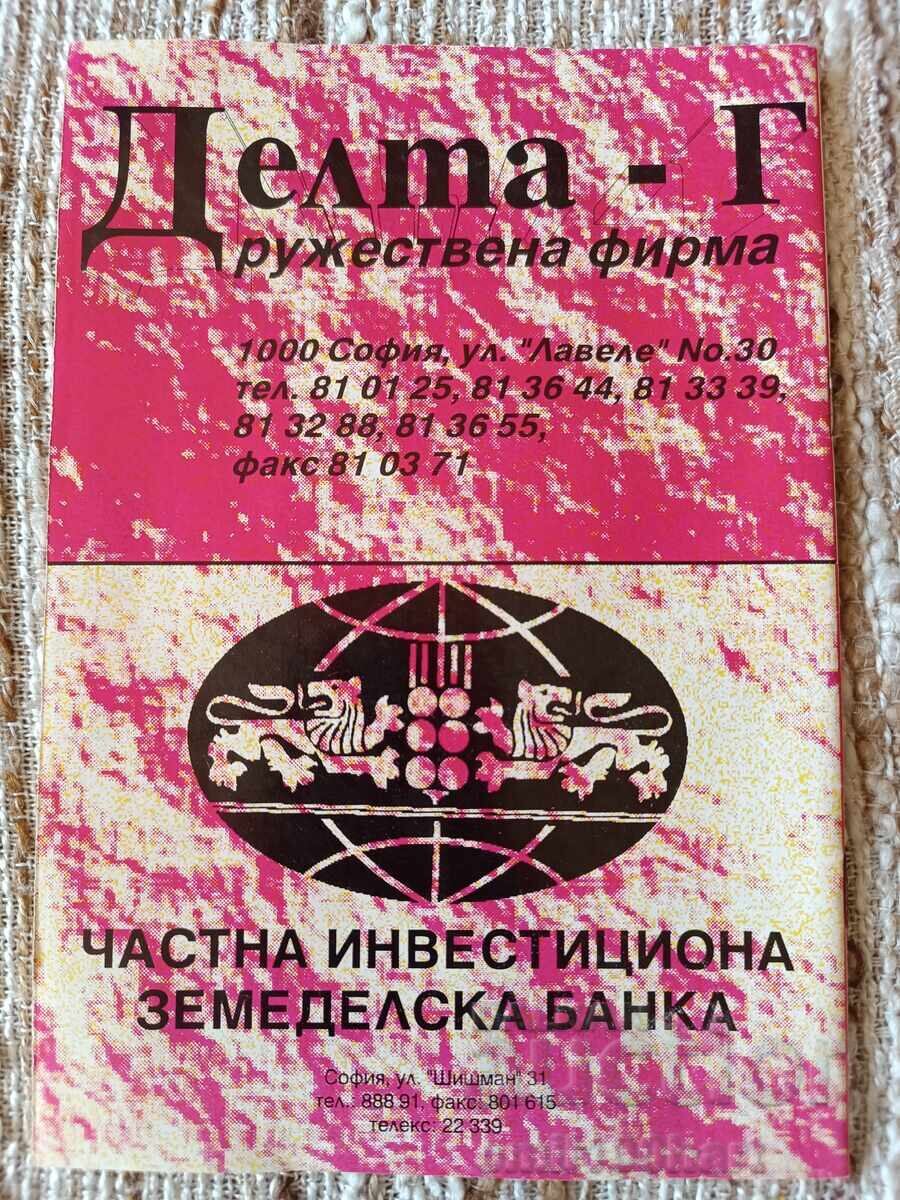 Делта - Г
Дружествена фирма
1000 София, ул. "Лавеле" No.30
тел. 81 01 25, 81 36 44, 81 33 39,
81 32 88, 81 36 55,
факс 81 03 71
ЧАСТНА ИНВЕСТИЦИОНА
ЗЕМЕДЕЛСКА БАНКА
София, ул. "Шишман" 31
тел.: 888 91, факс: 801 615
телекс: 22 339